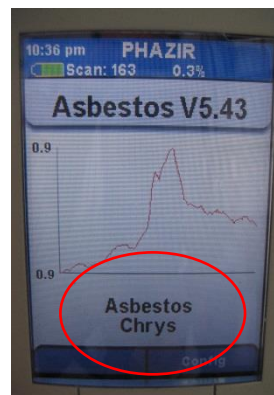 10:36 pm PHAZIR
Scan: 163 0.3%
Asbestos V5.43
0.9
0.9
Asbestos
Chrys
Config